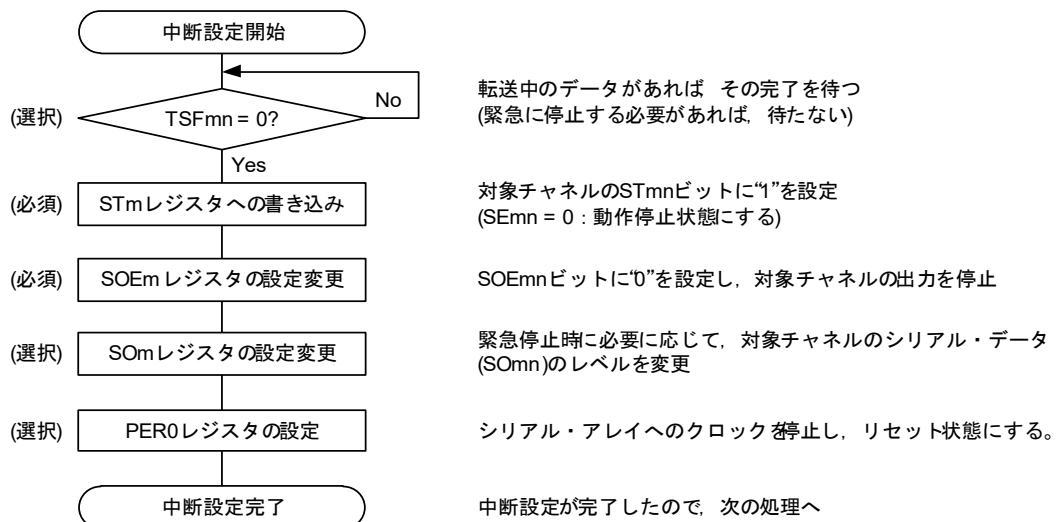 中断設定開始
No
転送中のデータがあれば その完了を待つ
(選択)
TSFmn = 0?
(緊急に停止する必要があれば，待たない)
Yes
(必須)
STmレジスタへの書き込み
対象チャネルのSTmnビットに“1”を設定
(SEmn = 0：動作停止状態にする)
(必須)
SOEmレジスタの設定変更
SOEmnビットに“0”を設定し，対象チャネルの出力を停止
(選択)
SOmレジスタの設定変更
緊急停止時に必要に応じて，対象チャネルのシリアル・データ
(SOmn)のレベルを変更
(選択)
PER0レジスタの設定
シリアル・アレイへのクロックを停止し，リセット状態にする。
中断設定完了
中断設定が完了したので，次の処理へ